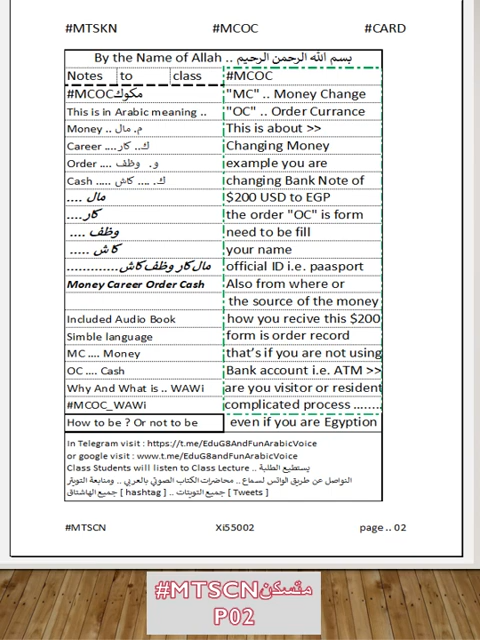 #MTSKN #MCOC #CARD
By the Name of Allah .. بسم الله الرحمن الرحيم
Notes to class #MCOC
#MCOCمكوك "MC" .. Money Change
This is in Arabic meaning .. "OC" .. Order Currance
Money .. م. مال This is about >>
Career .... ك.. كار Changing Money
Order .... و. وظف example you are
Cash ..... ك. ... كاش changing Bank Note of
مال .... $200 USD to EGP
كار .... the order "OC" is form
وظف .... need to be fill
كاش ..... your name
مال كار وظف كاش ............. official ID i.e. paasport
Money Career Order Cash Also from where or
the source of the money
Included Audio Book how you recive this $200
Simble language form is order record
MC .... Money that's if you are not using
OC .... Cash Bank account i.e. ATM >>
Why And What is .. WAWi are you visitor or resident
#MCOC_WAWi complicated process ........
How to be ? Or not to be even if you are Egyption
In Telegram visit : https://t.me/EduG8AndFunArabicVoice
or google visit : www.t.me/EduG8AndFunArabicVoice
Class Students will listen to Class Lecture .. يستطيع الطلبة
التواصل عن طريق الواتس لسماع .. محاضرات الكتاب الصوتي بالعربي .. ومتابعة التويتر
جميع الهاشتاق [ hashtag ] .... جميع التويتات [ Tweets ]
#MTSCN Xi55002 page .. 02
#MTSCNمتسكن
P02